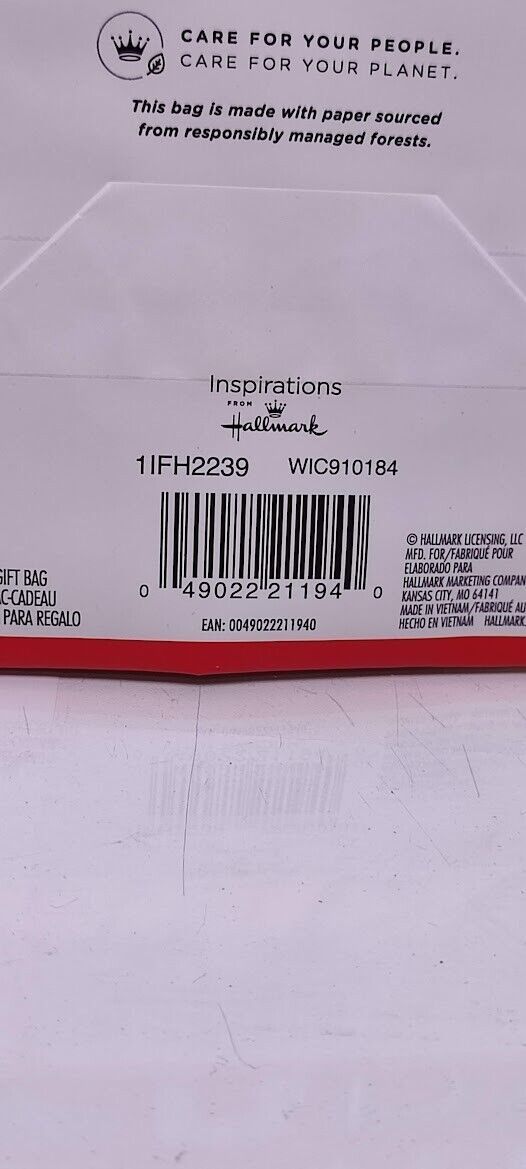 CARE FOR YOUR PEOPLE.
CARE FOR YOUR PLANET.
This bag is made with paper sourced
from responsibly managed forests.
Inspirations
FROM
Hallmark
1IFH2239 WIC910184
0 49022 21194 0
EAN: 0049022211940
GIFT BAG
AC-CADEAU
PARA REGALO
© HALLMARK LICENSING, LLC
MFD. FOR/FABRIQUÉ POUR
ELABORADO PARA
HALLMARK MARKETING COMPAN
KANSAS CITY, MO 64141
MADE IN VIETNAM/FABRIQUÉ AU
HECHO EN VIETNAM HALLMARK.